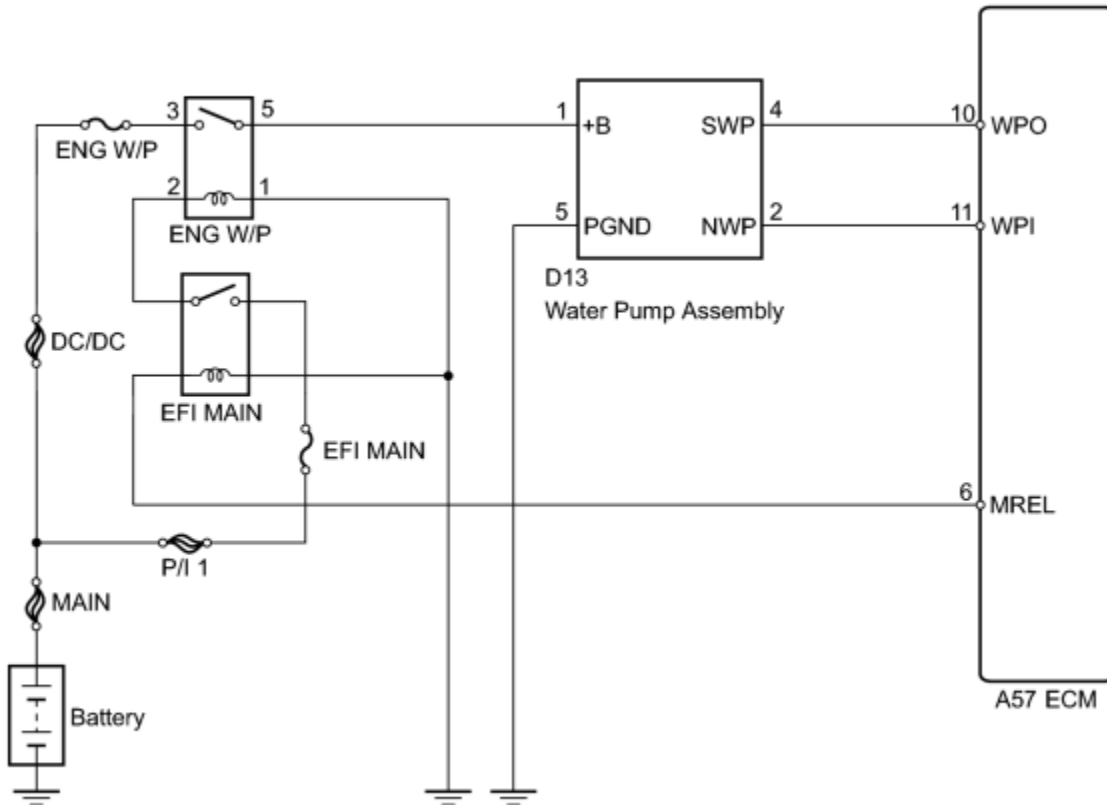 3 5
ENG W/P
2 1
ENG W/P
DC/DC
EFI MAIN
EFI MAIN
P/I 1
MAIN
Battery
1 +B SWP 4
5 PGND NWP 2
D13
Water Pump Assembly
10 WPO
11 WPI
6 MREL
A57 ECM